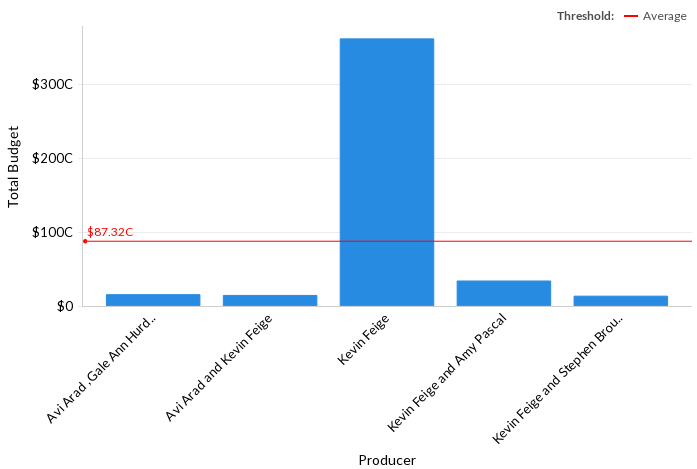 Threshold: Average
Total Budget
$300C
$200C
$100C
$0
$87.32C
Avi Arad ,Gale Ann Hurd..
Avi Arad and Kevin Feige
Kevin Feige
Kevin Feige and Amy Pascal
Kevin Feige and Stephen Brou..
Producer